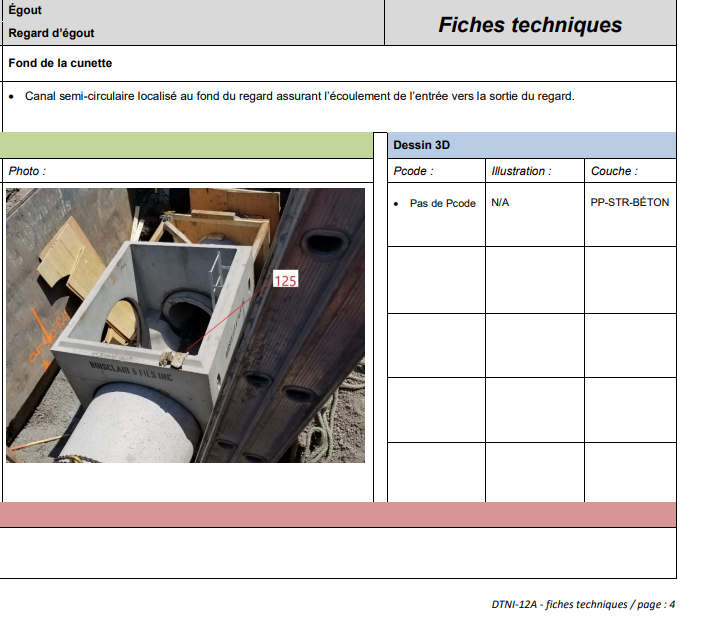 Égout
Regard d'égout
Fiches techniques
Fond de la cunette
• Canal semi-circulaire localisé au fond du regard assurant l'écoulement de l'entrée vers la sortie du regard.
Dessin 3D
Photo :
Pcode :
Illustration :
Couche :
• Pas de Pcode
N/A
PP-STR-BÉTON
125
& FILS INC
DTNI-12A - fiches techniques / page : 4